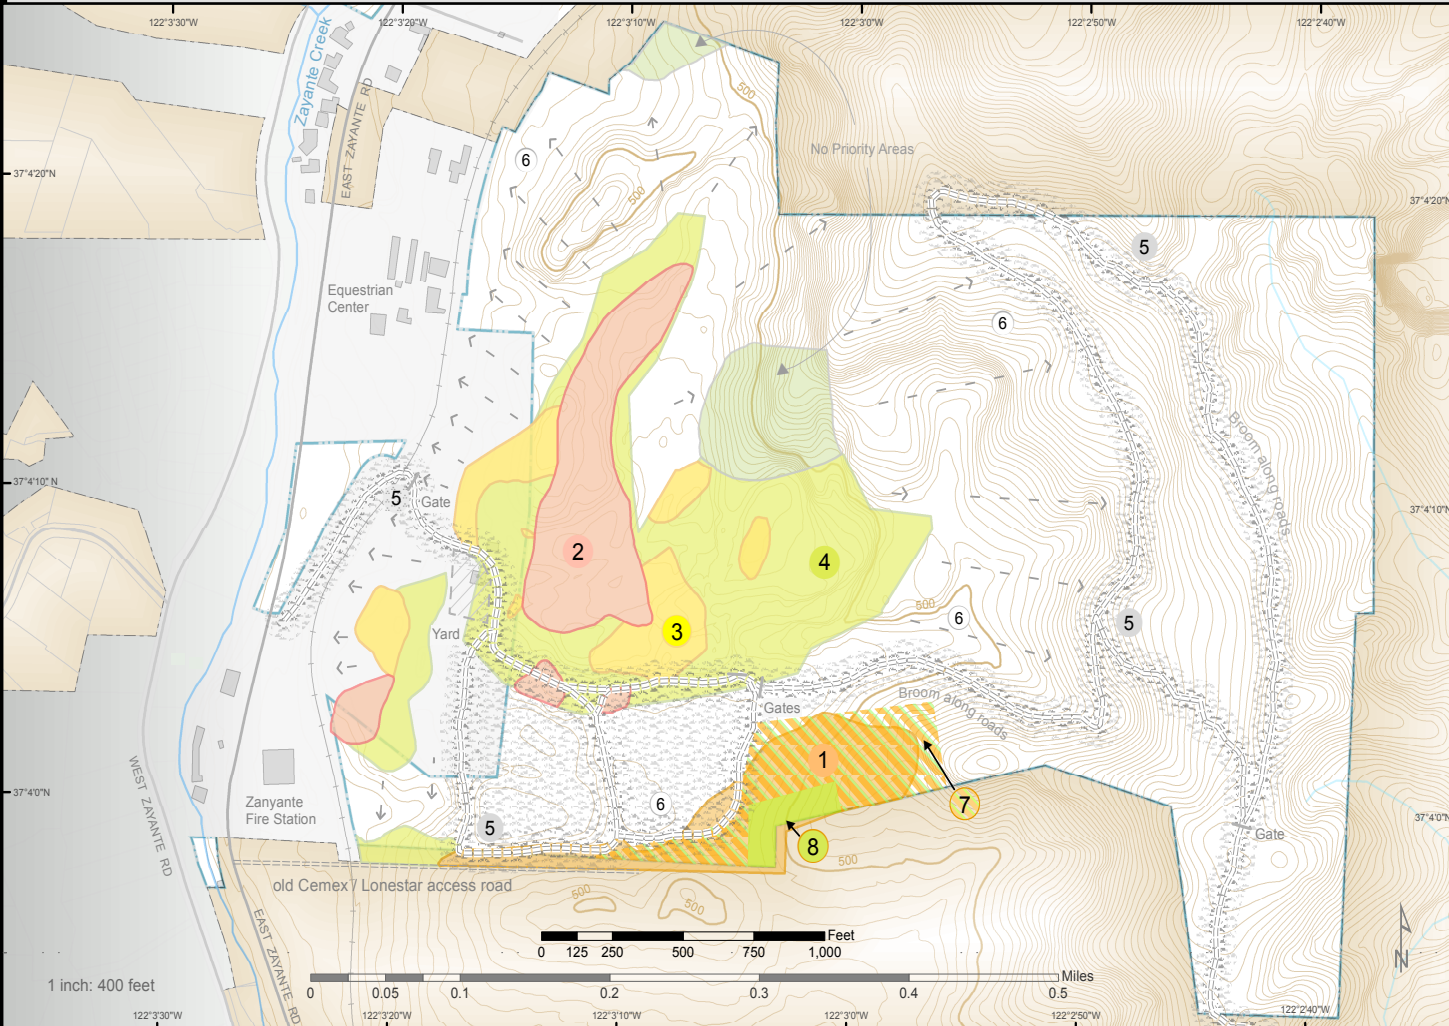 122°3'30"W
122°3'20"W
122°3'10"W
122°3'0"W
122°2'50"W
122°2'40"W
Zayante Creek
EAST ZAYANTE RD
500
No Priority Areas
6
37°4'20"N
37°4'20"N
500
500
5
Equestrian
Center
6
Broom along roads
37°4'10" N
5
Gate
37°4'10"N
2
4
500
6
5
Yard
3
Broom along roads
Gates
1
WEST ZAYANTE RD
37°4'0"N
Zanyante
Fire Station
6
7
37°4'0"N
5
8
Gate
500
old Cemex / Lonestar access road
500
500
EAST ZAYANTE RD
Feet
0 125 250 500 750 1,000
Miles
1 inch: 400 feet
0 0.05 0.1 0.2 0.3 0.4 0.5
N
122°3'30"W
122°3'20"W
122°3'10"W
122°3'0"W
122°2'50"W
122°2'40"W